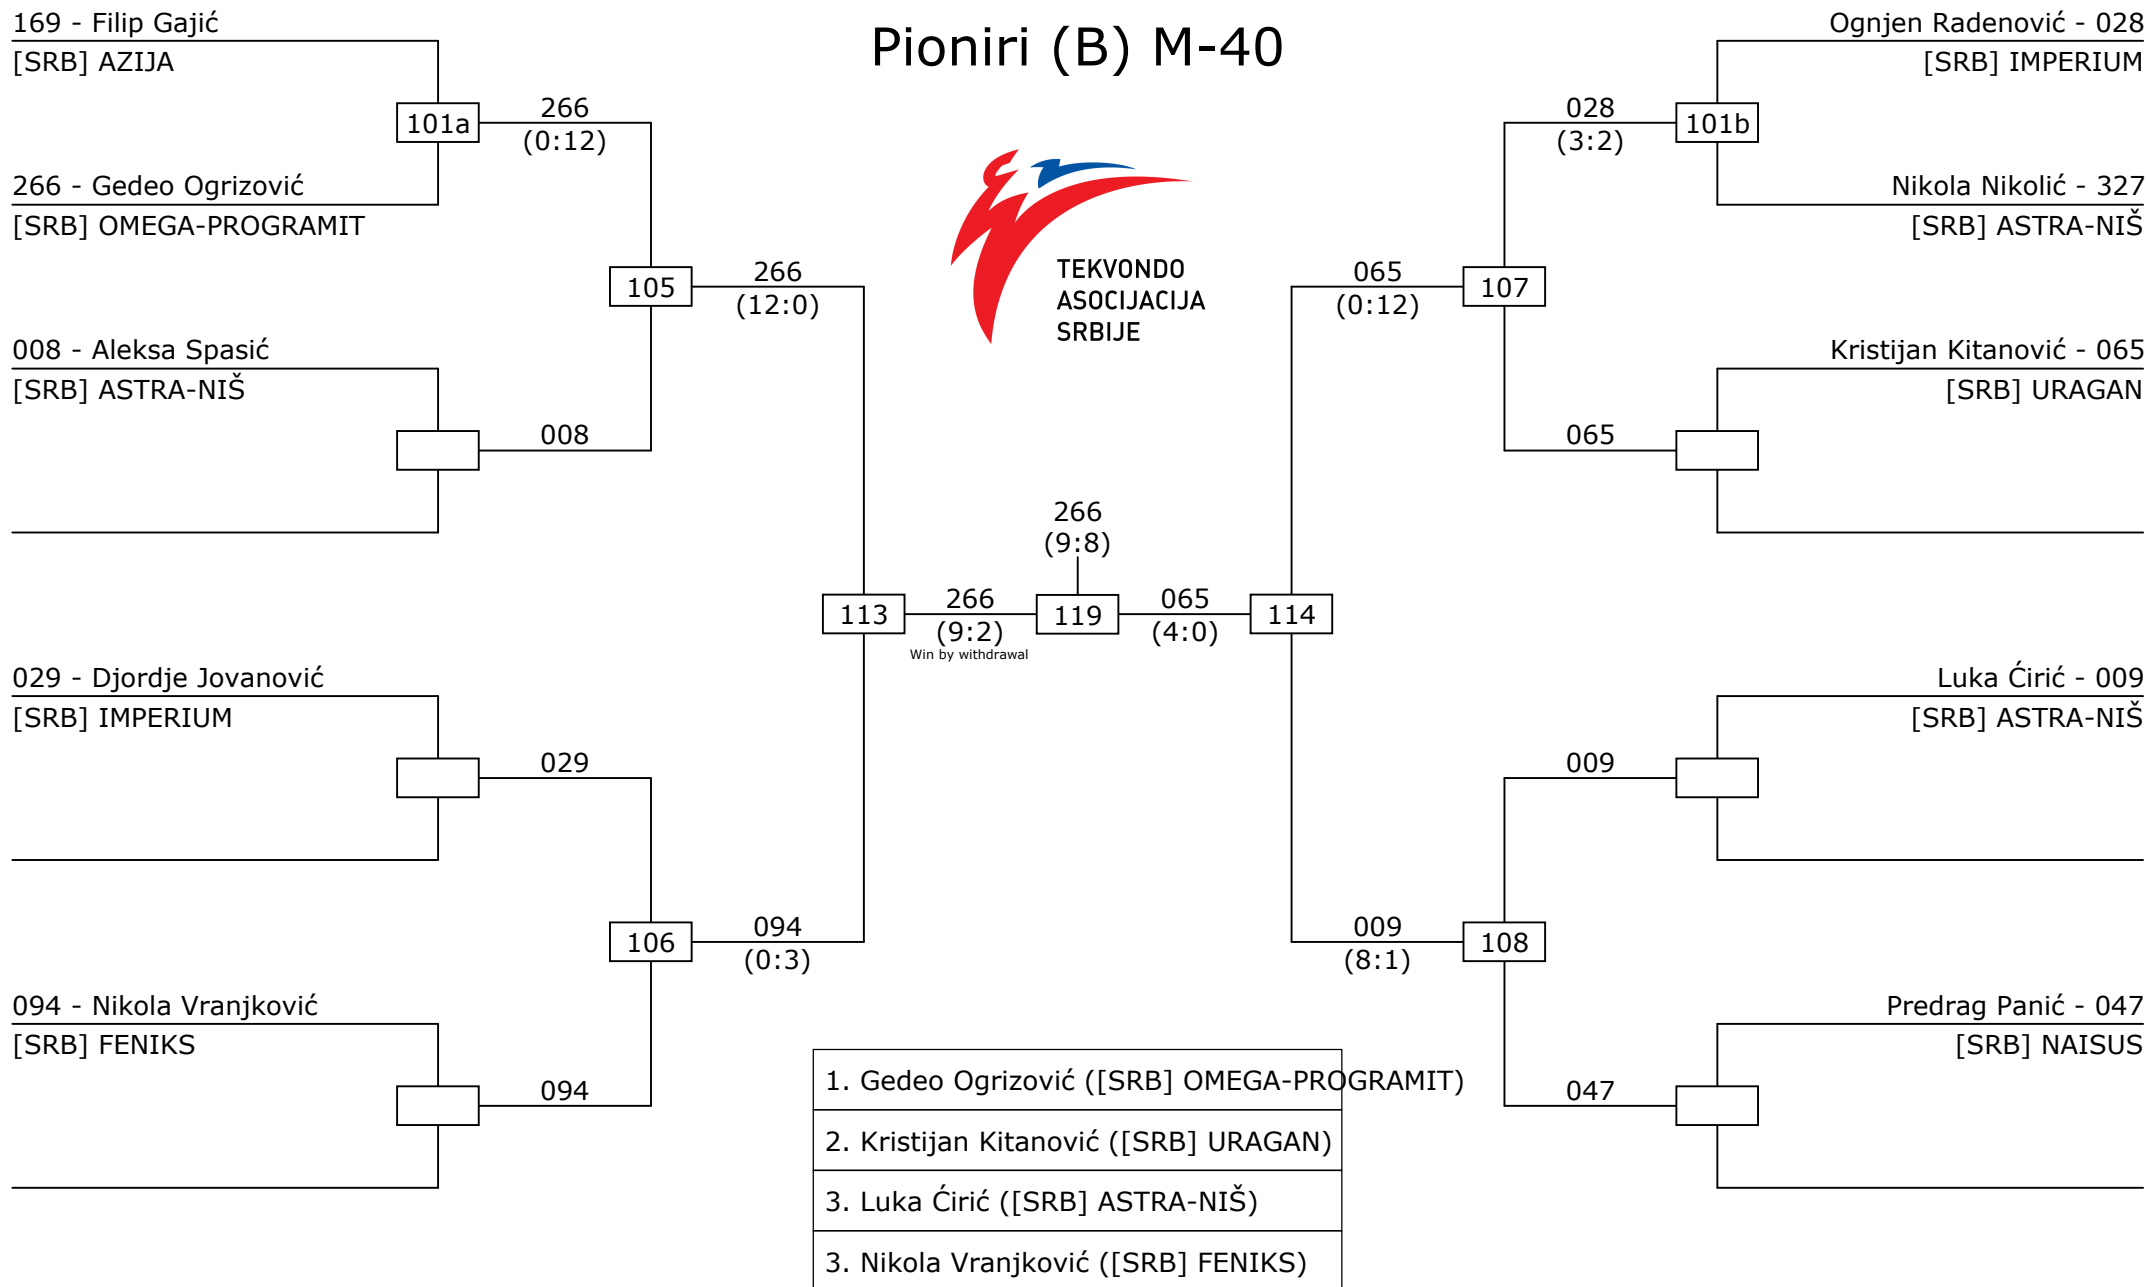 Pioniri (B) M-40
169 - Filip Gajić
[SRB] AZIJA
101a
266
(0:12)
266 - Gedeo Ogrizović
[SRB] OMEGA-PROGRAMIT
105
266
(12:0)
008 - Aleksa Spasić
[SRB] ASTRA-NIŠ
008
029 - Djordje Jovanović
[SRB] IMPERIUM
029
106
094
(0:3)
094 - Nikola Vranjković
[SRB] FENIKS
094
TEKVONDO
ASOCIJACIJA
SRBIJE
266
(9:8)
113
266
(9:2)
Win by withdrawal
119
065
(4:0)
114
Ognjen Radenović - 028
[SRB] IMPERIUM
028
(3:2)
101b
Nikola Nikolić - 327
[SRB] ASTRA-NIŠ
065
(0:12)
107
Kristijan Kitanović - 065
[SRB] URAGAN
065
Luka Ćirić - 009
[SRB] ASTRA-NIŠ
009
009
(8:1)
108
Predrag Panić - 047
[SRB] NAISUS
047
1. Gedeo Ogrizović ([SRB] OMEGA-PROGRAMIT)
2. Kristijan Kitanović ([SRB] URAGAN)
3. Luka Ćirić ([SRB] ASTRA-NIŠ)
3. Nikola Vranjković ([SRB] FENIKS)